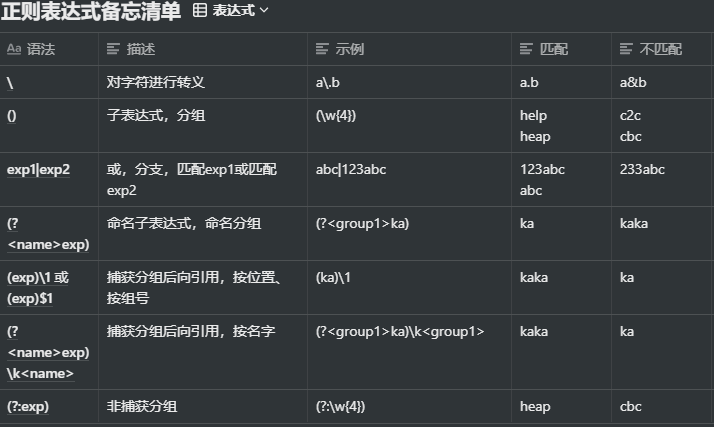 正则表达式备忘清单 表达式
Aa 语法 描述 示例 匹配 不匹配
\ 对字符进行转义 a\.b a.b a&b
() 子表达式，分组 (\w{4}) help c2c
heap cbc
exp1|exp2 或，分支，匹配exp1或匹配 abc|123abc 123abc 233abc
exp2 abc
(? 命名子表达式，命名分组 (?<group1>ka) ka kaka
<name>exp)
(exp)\1 或 捕获分组后向引用，按位置、 (ka)\1 kaka ka
(exp)$1 按组号
(? 捕获分组后向引用，按名字 (?<group1>ka)\k<group1> kaka ka
<name>exp)
\k<name>
(?:exp) 非捕获分组 (?:\w{4}) heap cbc